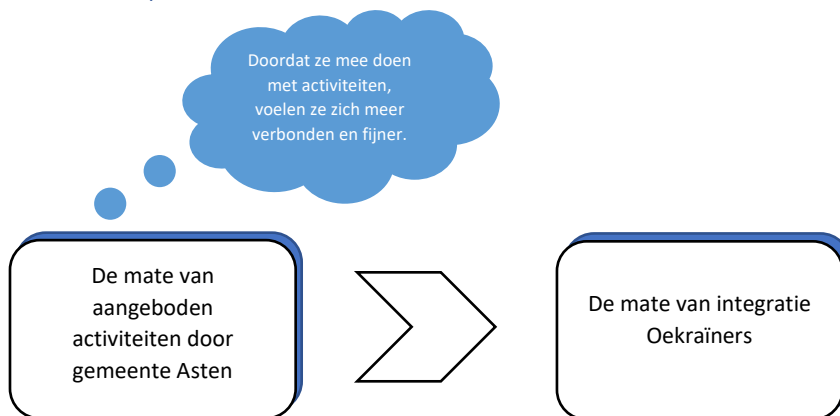 Doordat ze mee doen
met activiteiten,
voelen ze zich meer
verbonden en fijner.
De mate van
aangeboden
activiteiten door
gemeente Asten
De mate van integratie
Oekraïners